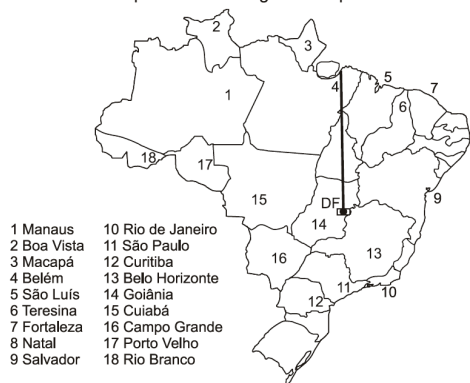 2
3
4
5
7
6
1
18
17
9
DF
15
14
13
16
11
10
12
1 Manaus
2 Boa Vista
3 Macapá
4 Belém
5 São Luís
6 Teresina
7 Fortaleza
8 Natal
9 Salvador
10 Rio de Janeiro
11 São Paulo
12 Curitiba
13 Belo Horizonte
14 Goiânia
15 Cuiabá
16 Campo Grande
17 Porto Velho
18 Rio Branco